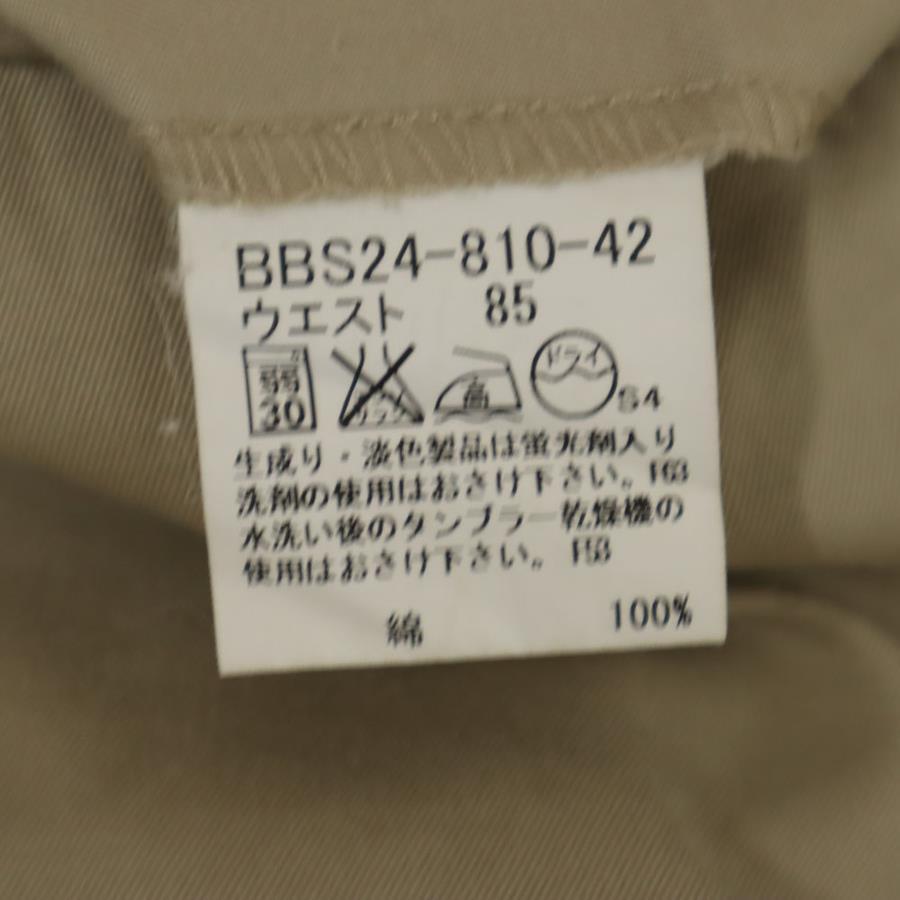 BBS24-810-42
ウエスト 85
30 高 ドライ S4
生成り・淡色製品は蛍光剤入り
洗剤の使用はおさけ下さい。F63
水洗い後のタンブラー乾燥機の
使用はおさけ下さい。F53
綿 100%